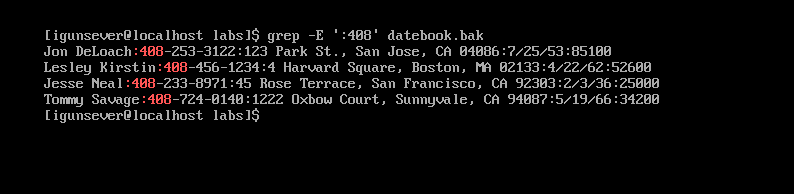 [igunsever@localhost labs]$ grep -E ':408' datebook.bak
Jon DeLoach:408-253-3122:123 Park St., San Jose, CA 04086:7/25/53:85100
Lesley Kirstin:408-456-1234:4 Harvard Square, Boston, MA 02133:4/22/62:52600
Jesse Neal:408-233-8971:45 Rose Terrace, San Francisco, CA 92303:2/3/36:25000
Tommy Savage:408-724-0140:1222 Oxbow Court, Sunnyvale, CA 94087:5/19/66:34200
[igunsever@localhost labs]$